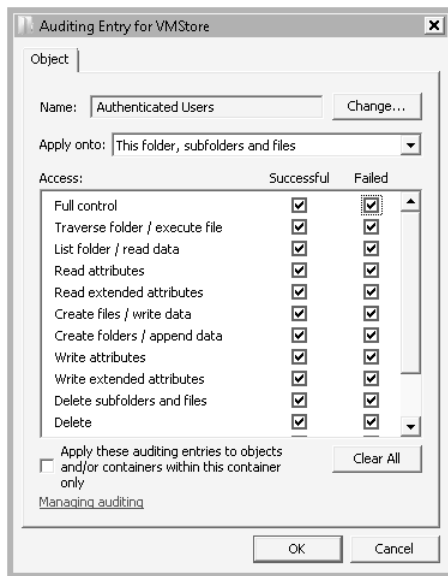 Auditing Entry for VMStore
Object
Name: Authenticated Users Change...
Apply onto: This folder, subfolders and files
Access: Successful Failed
Full control
Traverse folder / execute file
List folder / read data
Read attributes
Read extended attributes
Create files / write data
Create folders / append data
Write attributes
Write extended attributes
Delete subfolders and files
Delete
Apply these auditing entries to objects
and/or containers within this container
only
Clear All
Managing auditing
OK Cancel